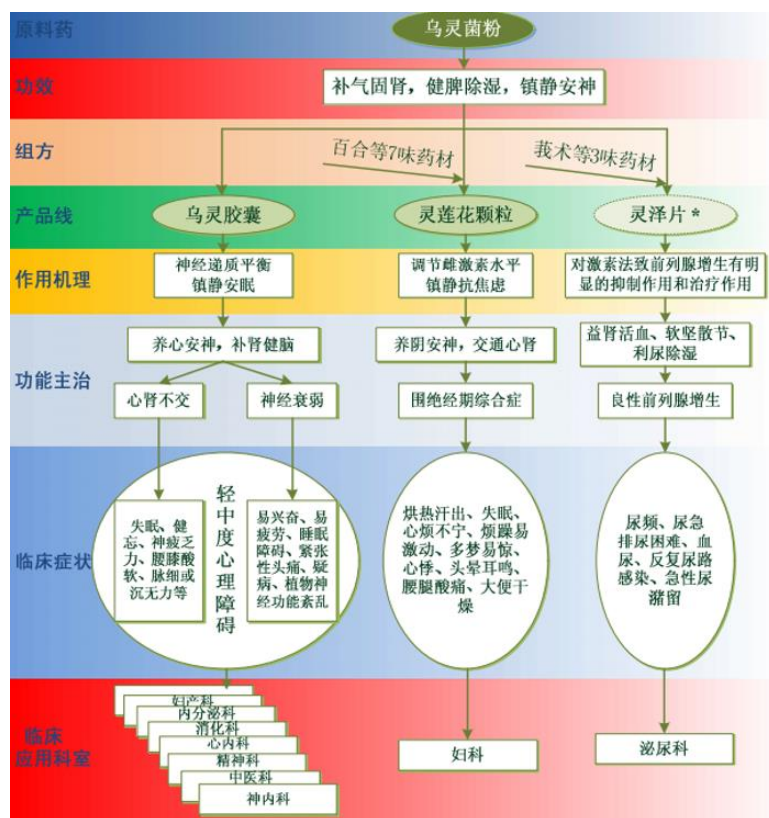 原料药
乌灵菌粉
功效
补气固肾，健脾除湿，镇静安神
组方
百合等7味药材
莪术等3味药材
产品线
乌灵胶囊
灵莲花颗粒
灵泽片*
作用机理
神经递质平衡
镇静安眠
调节雌激素水平
镇静抗焦虑
对激素法致前列腺增生有明
显的抑制作用和治疗作用
功能主治
养心安神，补肾健脑
养阴安神，交通心肾
益肾活血、软坚散节、
利尿除湿
心肾不交
神经衰弱
围绝经期综合症
良性前列腺增生
临床症状
失眠、健
忘、神疲乏
力、腰膝酸
软、脉细或
沉无力等
轻中度心理障碍
易兴奋、易
疲劳、睡眠
障碍、紧张
性头痛、疑
病、植物神
经功能紊乱
烘热汗出、失眠、
心烦不宁、烦躁易
激动、多梦易惊、
心悸、头晕耳鸣、
腰腿酸痛、大便干
燥
尿频、尿急
排尿困难、血
尿、反复尿路
感染、急性尿
潴留
临床
应用科室
妇产科
内分泌科
消化科
心内科
精神科
中医科
神内科
妇科
泌尿科